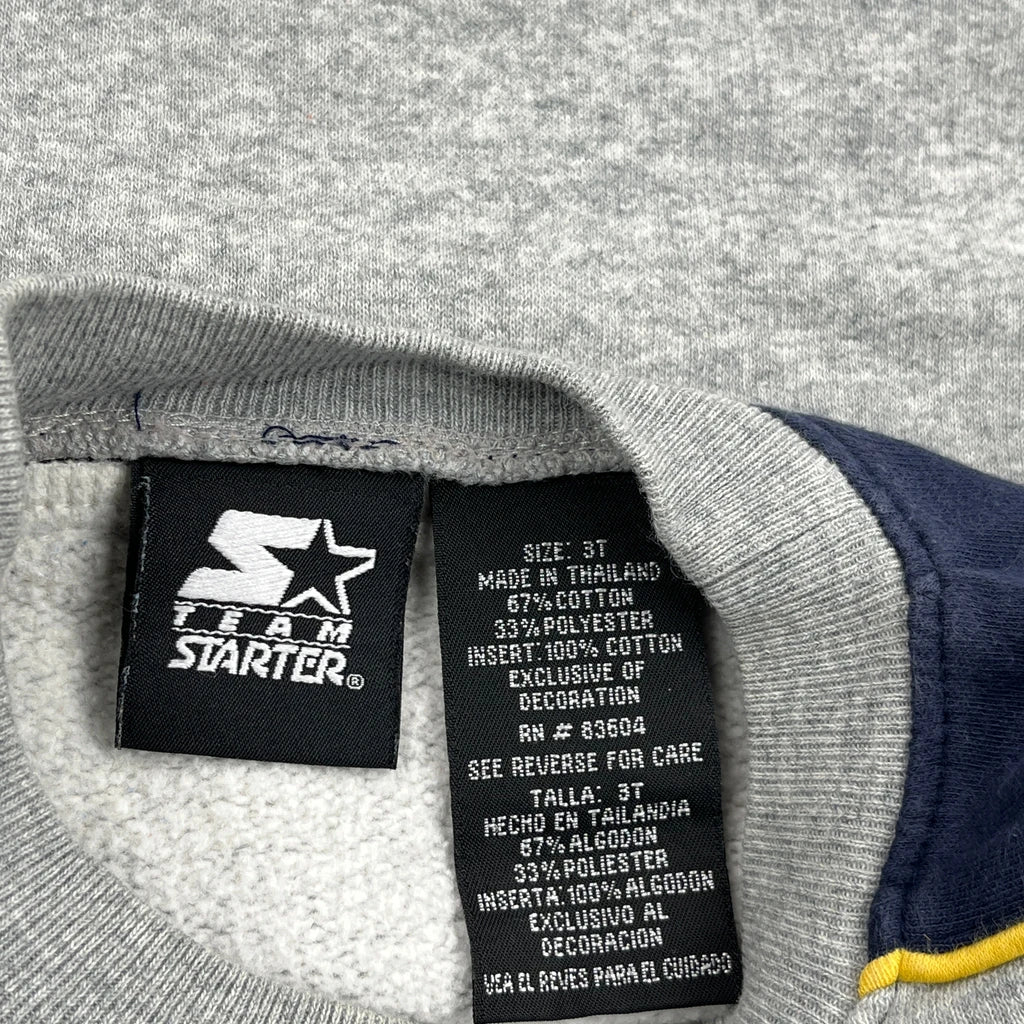 TEAM
STARTER®
SIZE: 3T
MADE IN THAILAND
67% COTTON
33% POLYESTER
INSERT: 100% COTTON
EXCLUSIVE OF
DECORATION
RN # 83604
SEE REVERSE FOR CARE
TALLA: 3T
HECHO EN TAILANDIA
67% ALGODON
33% POLIESTER
INSERTA: 100% ALGODON
EXCLUSIVO AL
DECORACION
VEA EL REVES PARA EL CUIDADO